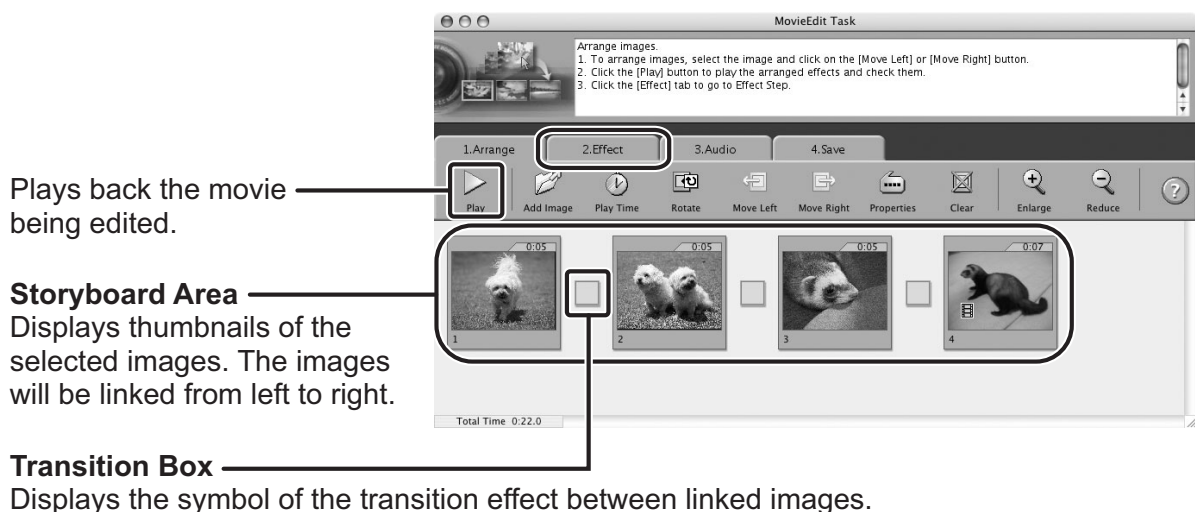 MovieEdit Task
Arrange images.
1. To arrange images, select the image and click on the [Move Left] or [Move Right] button.
2. Click the [Play] button to play the arranged effects and check them.
3. Click the [Effect] tab to go to Effect Step.
1.Arrange 2.Effect 3.Audio 4.Save
Play Add Image Play Time Rotate Move Left Move Right Properties Clear Enlarge Reduce ?
Plays back the movie
being edited.
0:05 0:05 0:05 0:07
1 2 3 4
Storyboard Area
Displays thumbnails of the
selected images. The images
will be linked from left to right.
Total Time 0:22.0
Transition Box
Displays the symbol of the transition effect between linked images.